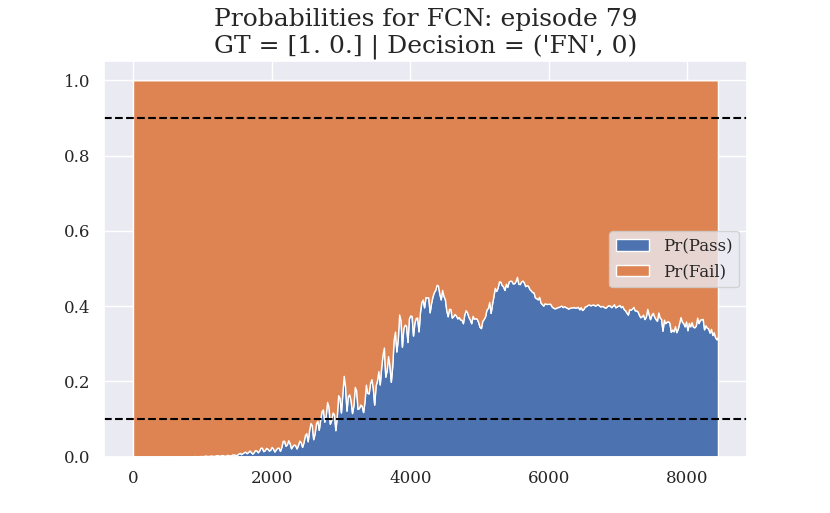 Probabilities for FCN: episode 79
GT = [1. 0.] | Decision = ('FN', 0)
1.0
0.8
0.6
0.4
0.2
0.0
Pr(Pass)
Pr(Fail)
0 2000 4000 6000 8000